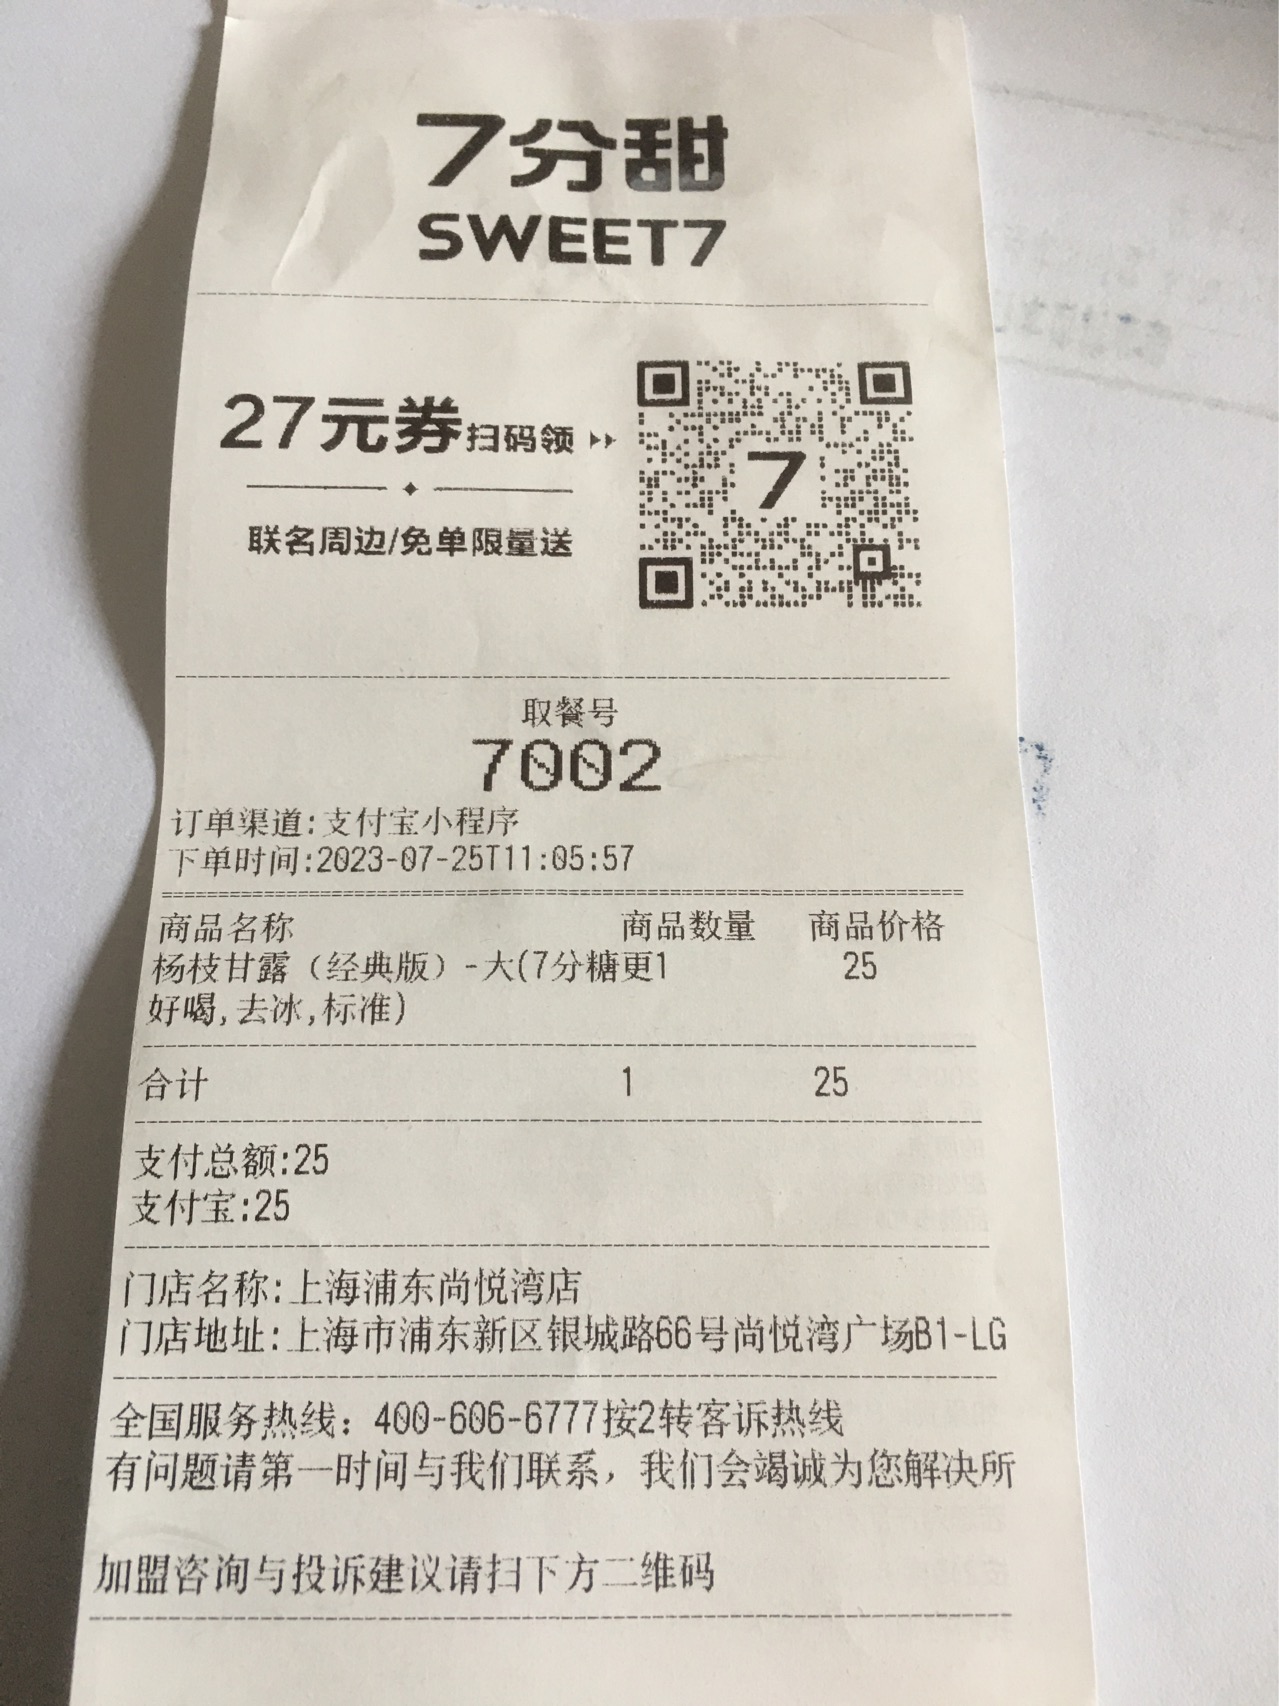 7分甜
SWEET7
27元券扫码领
联名周边/免单限量送
7
取餐号
7002
订单渠道:支付宝小程序
下单时间:2023-07-25T11:05:57
商品名称 商品数量 商品价格
杨枝甘露（经典版）-大(7分糖更1 25
好喝,去冰,标准)
合计 1 25
支付总额:25
支付宝:25
门店名称:上海浦东尚悦湾店
门店地址:上海市浦东新区银城路66号尚悦湾广场B1-LG
全国服务热线：400-606-6777按2转客诉热线
有问题请第一时间与我们联系，我们会竭诚为您解决所
加盟咨询与投诉建议请扫下方二维码